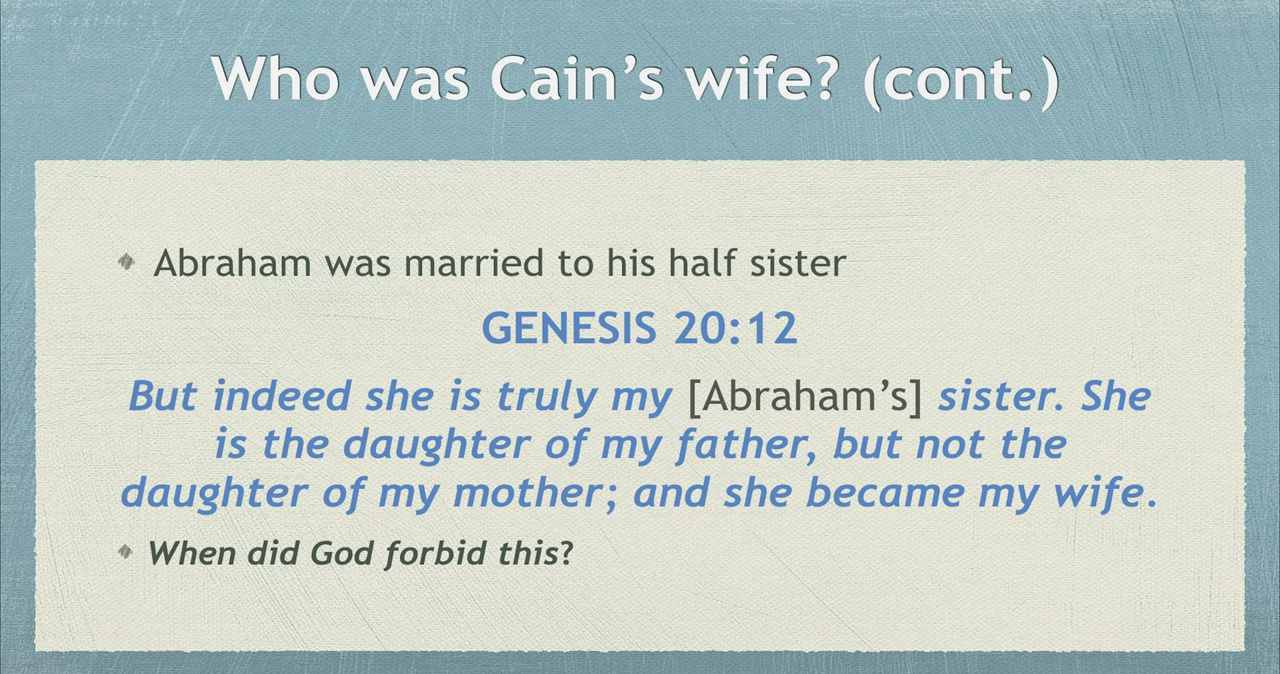 Who was Cain’s wife? (cont.)
Abraham was married to his half sister
GENESIS 20:12
But indeed she is truly my [Abraham’s] sister. She
is the daughter of my father, but not the
daughter of my mother; and she became my wife.
When did God forbid this?